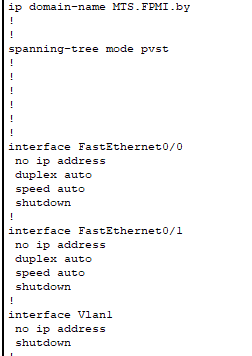 ip domain-name MTS.FPMI.by
!
!
spanning-tree mode pvst
!
!
!
!
!
!
interface FastEthernet0/0
 no ip address
 duplex auto
 speed auto
 shutdown
!
interface FastEthernet0/1
 no ip address
 duplex auto
 speed auto
 shutdown
!
interface Vlan1
 no ip address
 shutdown
!